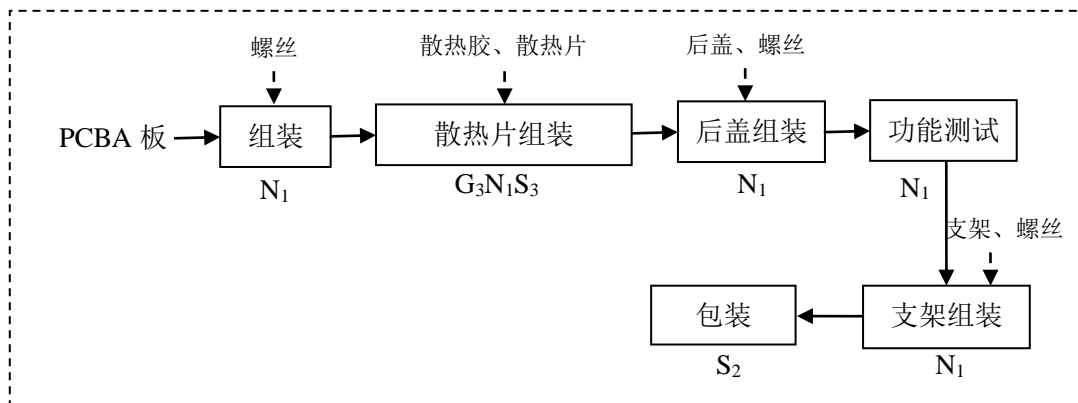 螺丝
散热胶、散热片
后盖、螺丝
PCBA 板
组装
散热片组装
后盖组装
功能测试
N₁
G₃N₁S₃
N₁
N₁
支架、螺丝
包装
支架组装
S₂
N₁